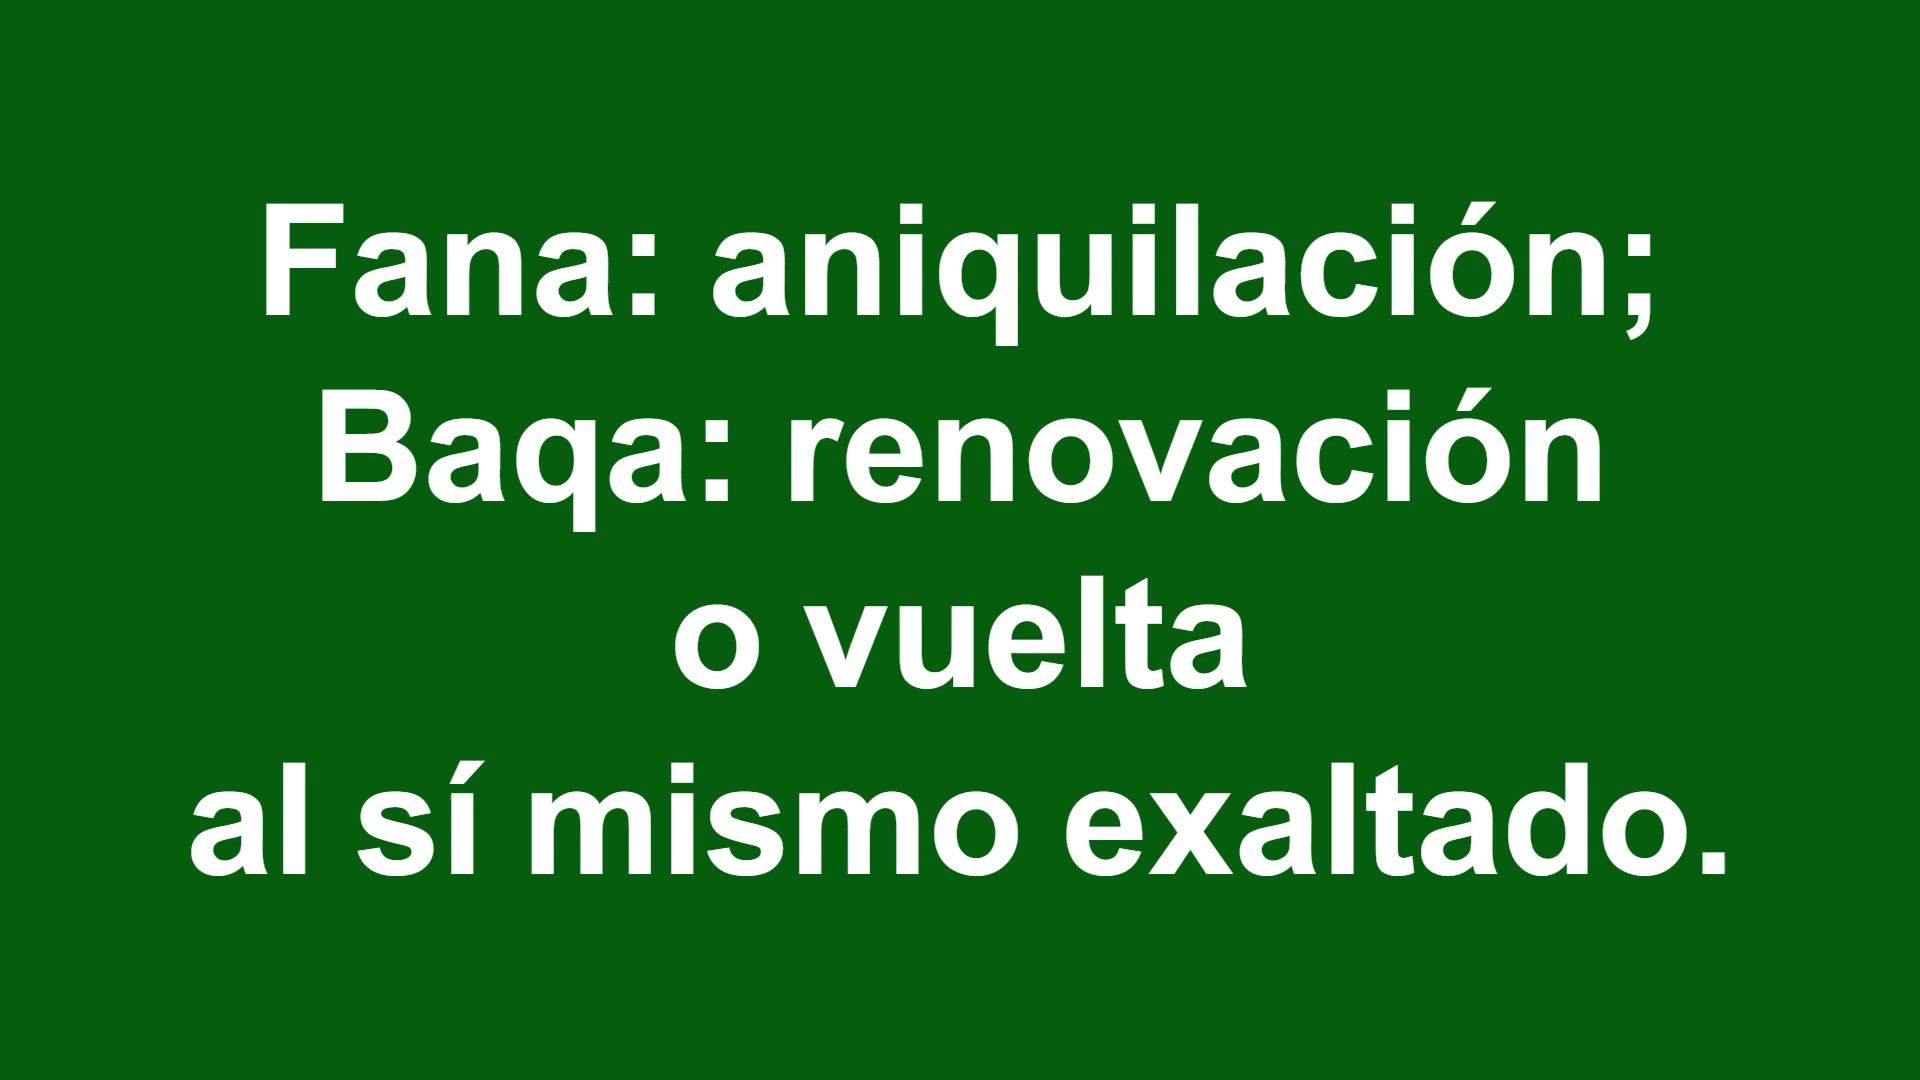 Fana: aniquilación;
Baqa: renovación
o vuelta
al sí mismo exaltado.